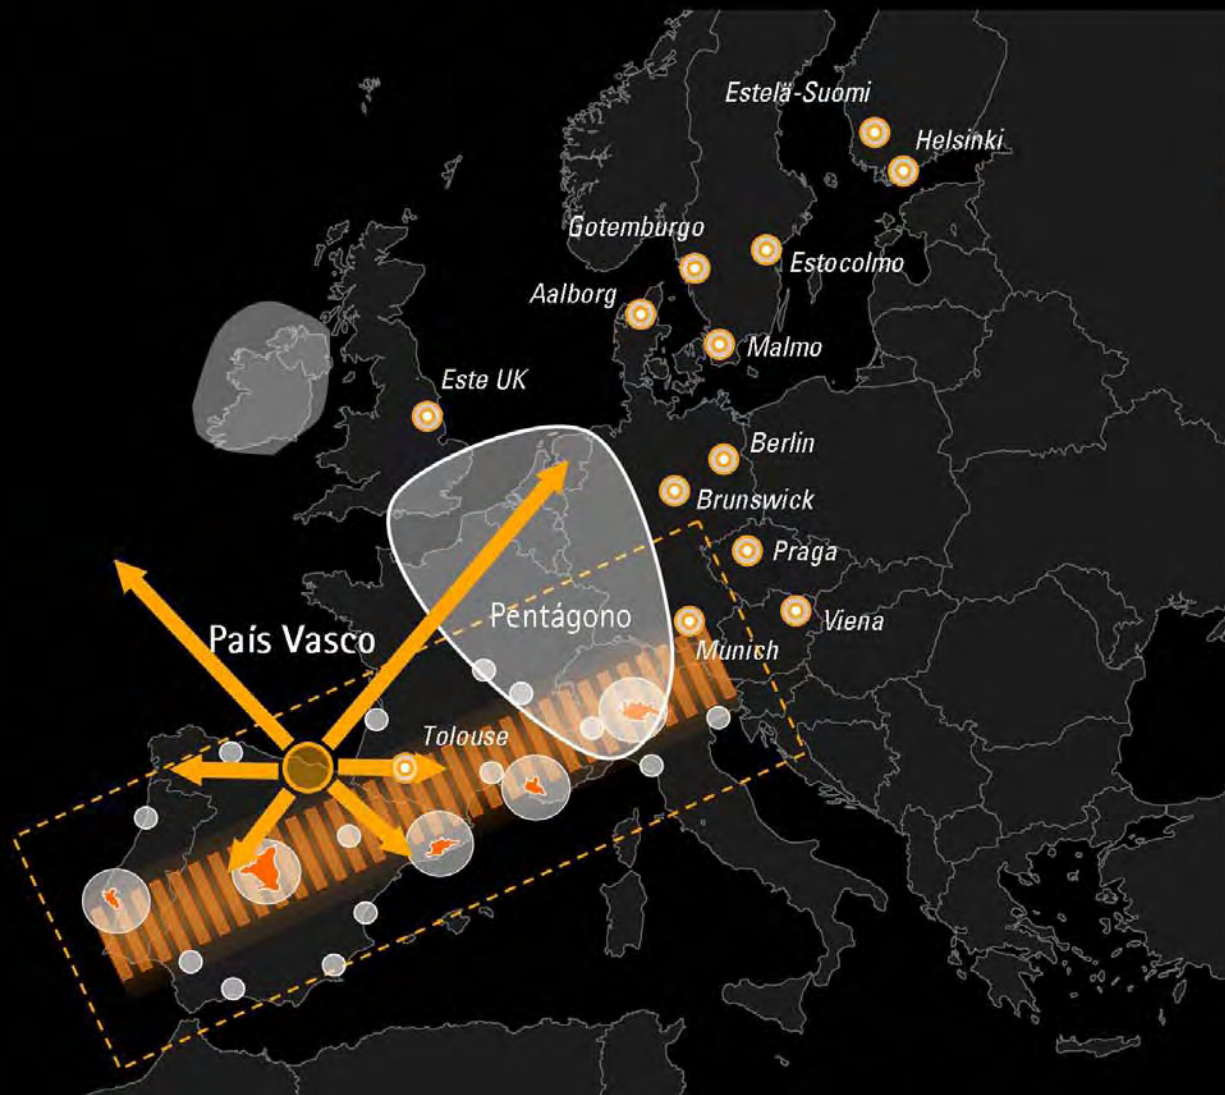 Estelä-Suomi
Helsinki
Gotemburgo
Estocolmo
Aalborg
Malmo
Este UK
Berlin
Brunswick
Praga
Pentágono
Viena
País Vasco
Munich
Tolouse